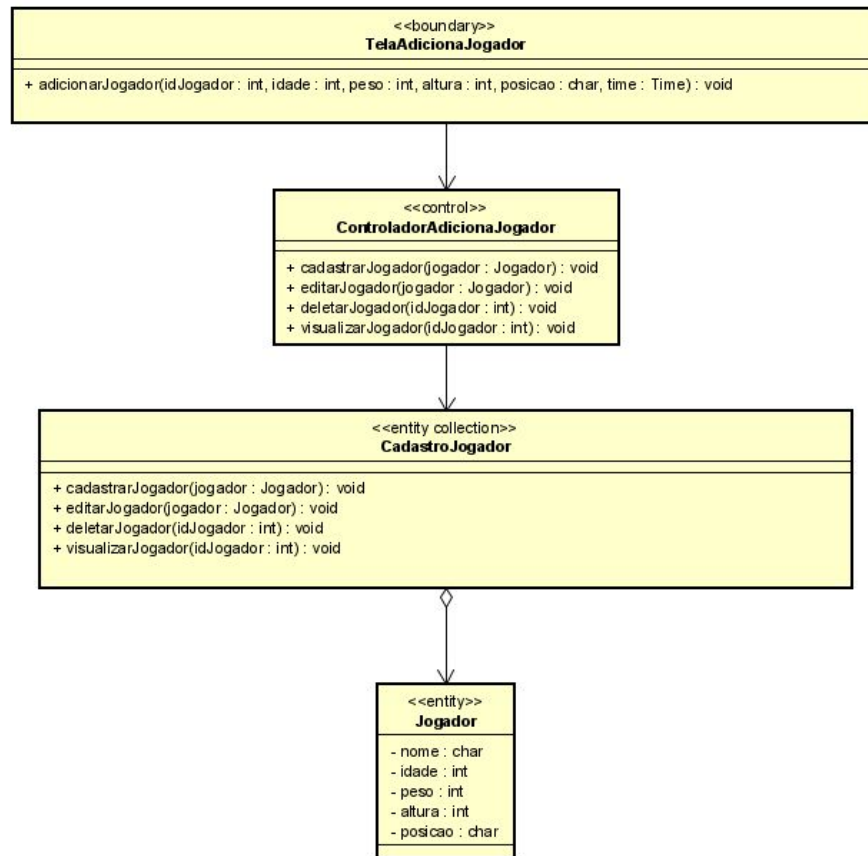 <<boundary>>
TelaAdicionaJogador
+ adicionarJogador(idJogador : int, idade : int, peso : int, altura : int, posicao : char, time : Time) : void
<<control>>
ControladorAdicionaJogador
+ cadastrarJogador(jogador : Jogador) : void
+ editarJogador(jogador : Jogador) : void
+ deletarJogador(idJogador : int) : void
+ visualizarJogador(idJogador : int) : void
<<entity collection>>
CadastroJogador
+ cadastrarJogador(jogador : Jogador) : void
+ editarJogador(jogador : Jogador) : void
+ deletarJogador(idJogador : int) : void
+ visualizarJogador(idJogador : int) : void
<<entity>>
Jogador
- nome : char
- idade : int
- peso : int
- altura : int
- posicao : char